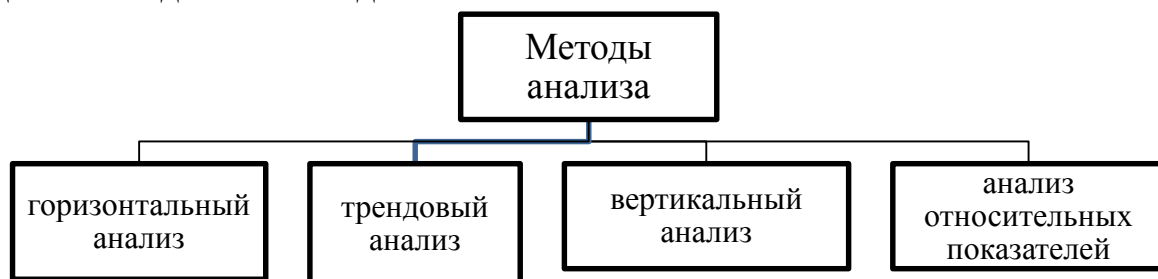 Методы
анализа
горизонтальный
анализ
трендовый
анализ
вертикальный
анализ
анализ
относительных
показателей